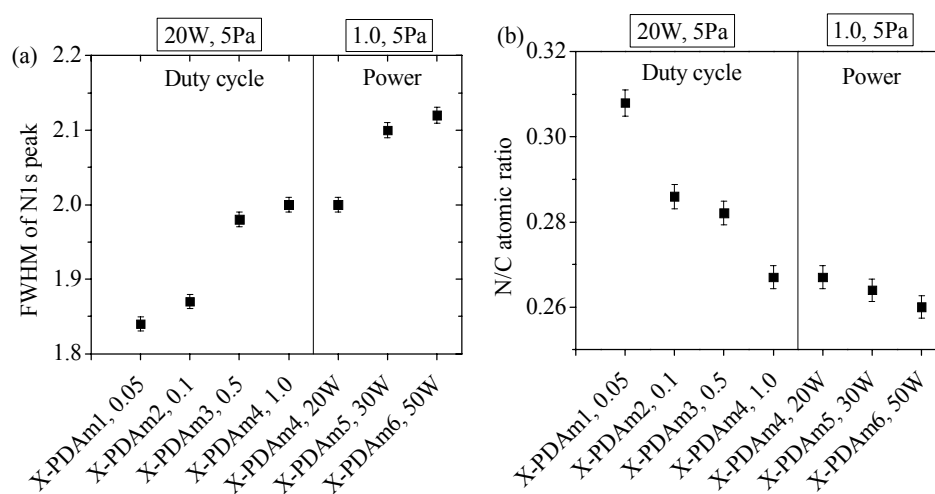 20W, 5Pa
1.0, 5Pa
(a)
Duty cycle
Power
FWHM of N1s peak
2.2
2.1
2.0
1.9
1.8
X-PDAm1, 0.05
X-PDAm2, 0.1
X-PDAm3, 0.5
X-PDAm4, 1.0
X-PDAm4, 20W
X-PDAm5, 30W
X-PDAm6, 50W
20W, 5Pa
1.0, 5Pa
(b)
Duty cycle
Power
N/C atomic ratio
0.32
0.30
0.28
0.26
X-PDAm1, 0.05
X-PDAm2, 0.1
X-PDAm3, 0.5
X-PDAm4, 1.0
X-PDAm4, 20W
X-PDAm5, 30W
X-PDAm6, 50W